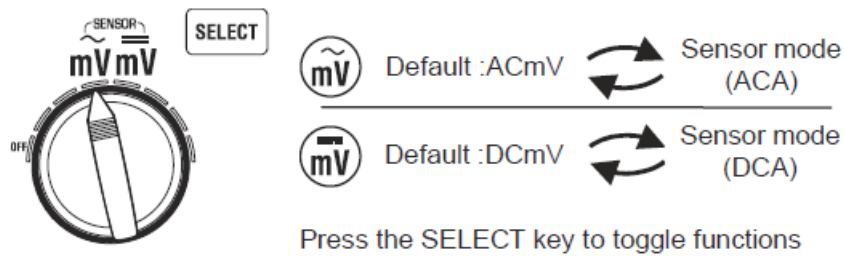 SENSOR
SELECT
mV mV
OFF
mV Default :ACmV Sensor mode
(ACA)
mV Default :DCmV Sensor mode
(DCA)
Press the SELECT key to toggle functions